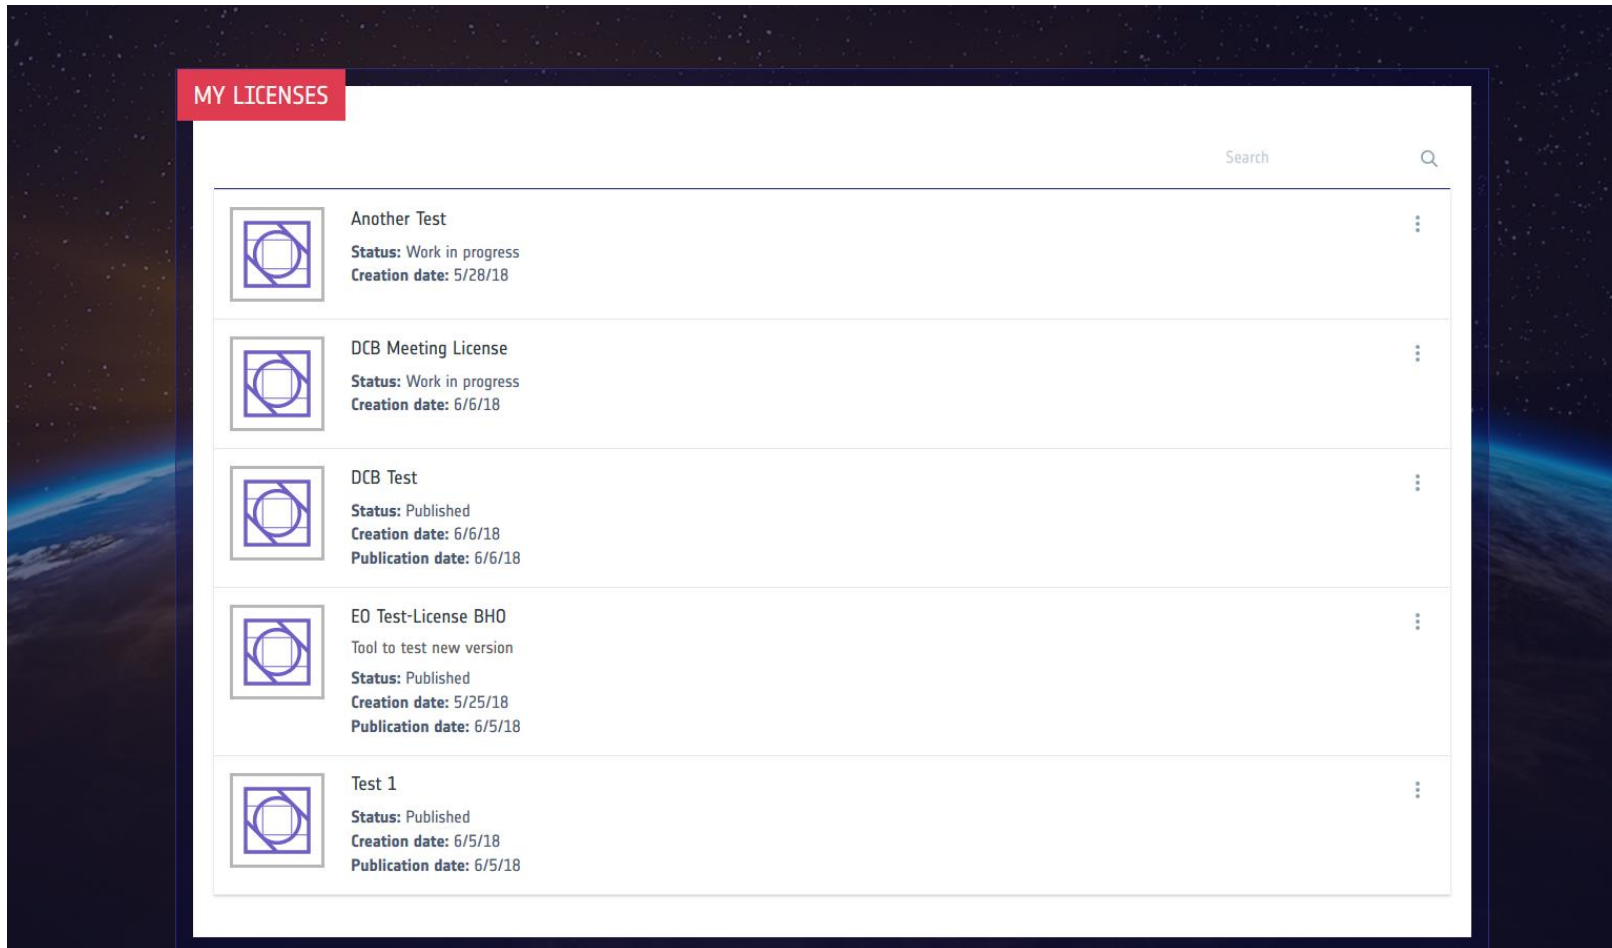 MY LICENSES
Search
Another Test
Status: Work in progress
Creation date: 5/28/18
DCB Meeting License
Status: Work in progress
Creation date: 6/6/18
DCB Test
Status: Published
Creation date: 6/6/18
Publication date: 6/6/18
EO Test-License BHO
Tool to test new version
Status: Published
Creation date: 5/25/18
Publication date: 6/5/18
Test 1
Status: Published
Creation date: 6/5/18
Publication date: 6/5/18